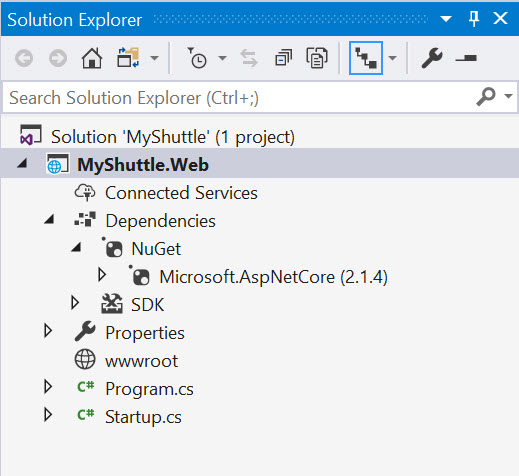 Solution Explorer
Search Solution Explorer (Ctrl+;)
Solution 'MyShuttle' (1 project)
MyShuttle.Web
Connected Services
Dependencies
NuGet
Microsoft.AspNetCore (2.1.4)
SDK
Properties
wwwroot
C# Program.cs
C# Startup.cs